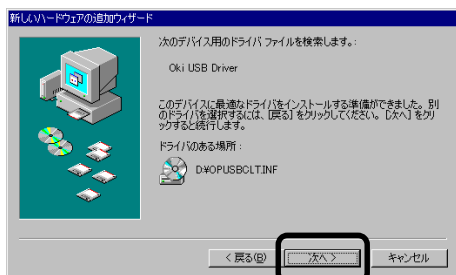 新しいハードウェアの追加ウィザード
次のデバイス用のドライバ ファイルを検索します。:
Oki USB Driver
このデバイスに最適なドライバをインストールする準備ができました。別
のドライバを選択するには、[戻る] をクリックしてください。[次へ] をクリ
ックすると続行します。
ドライバのある場所 :
D:¥OPUSBCLT.INF
< 戻る(B)
次へ >
キャンセル